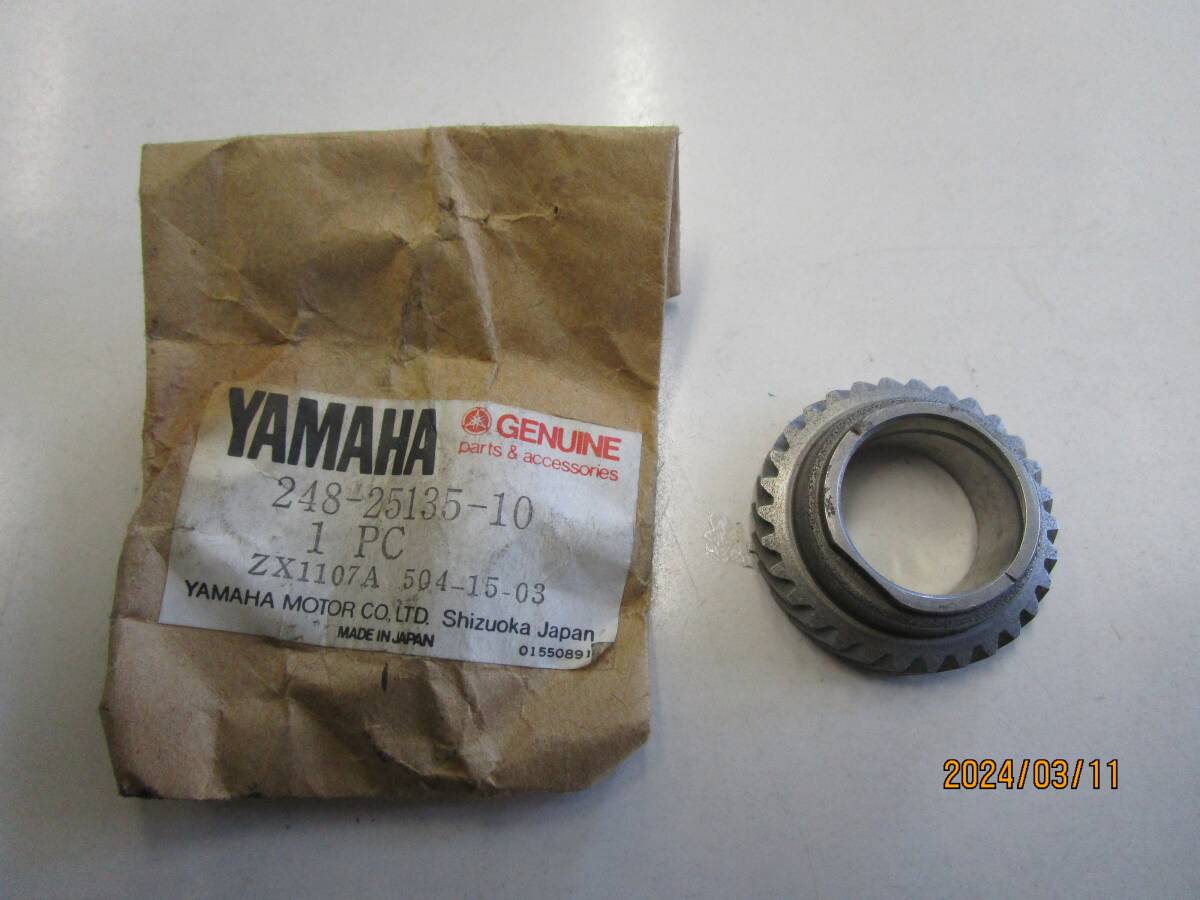 YAMAHA
GENUINE
parts & accessories
248-25135-10
1 PC
ZX1107A 504-15-03
YAMAHA MOTOR CO., LTD. Shizuoka Japan
MADE IN JAPAN
01550891
2024/03/11